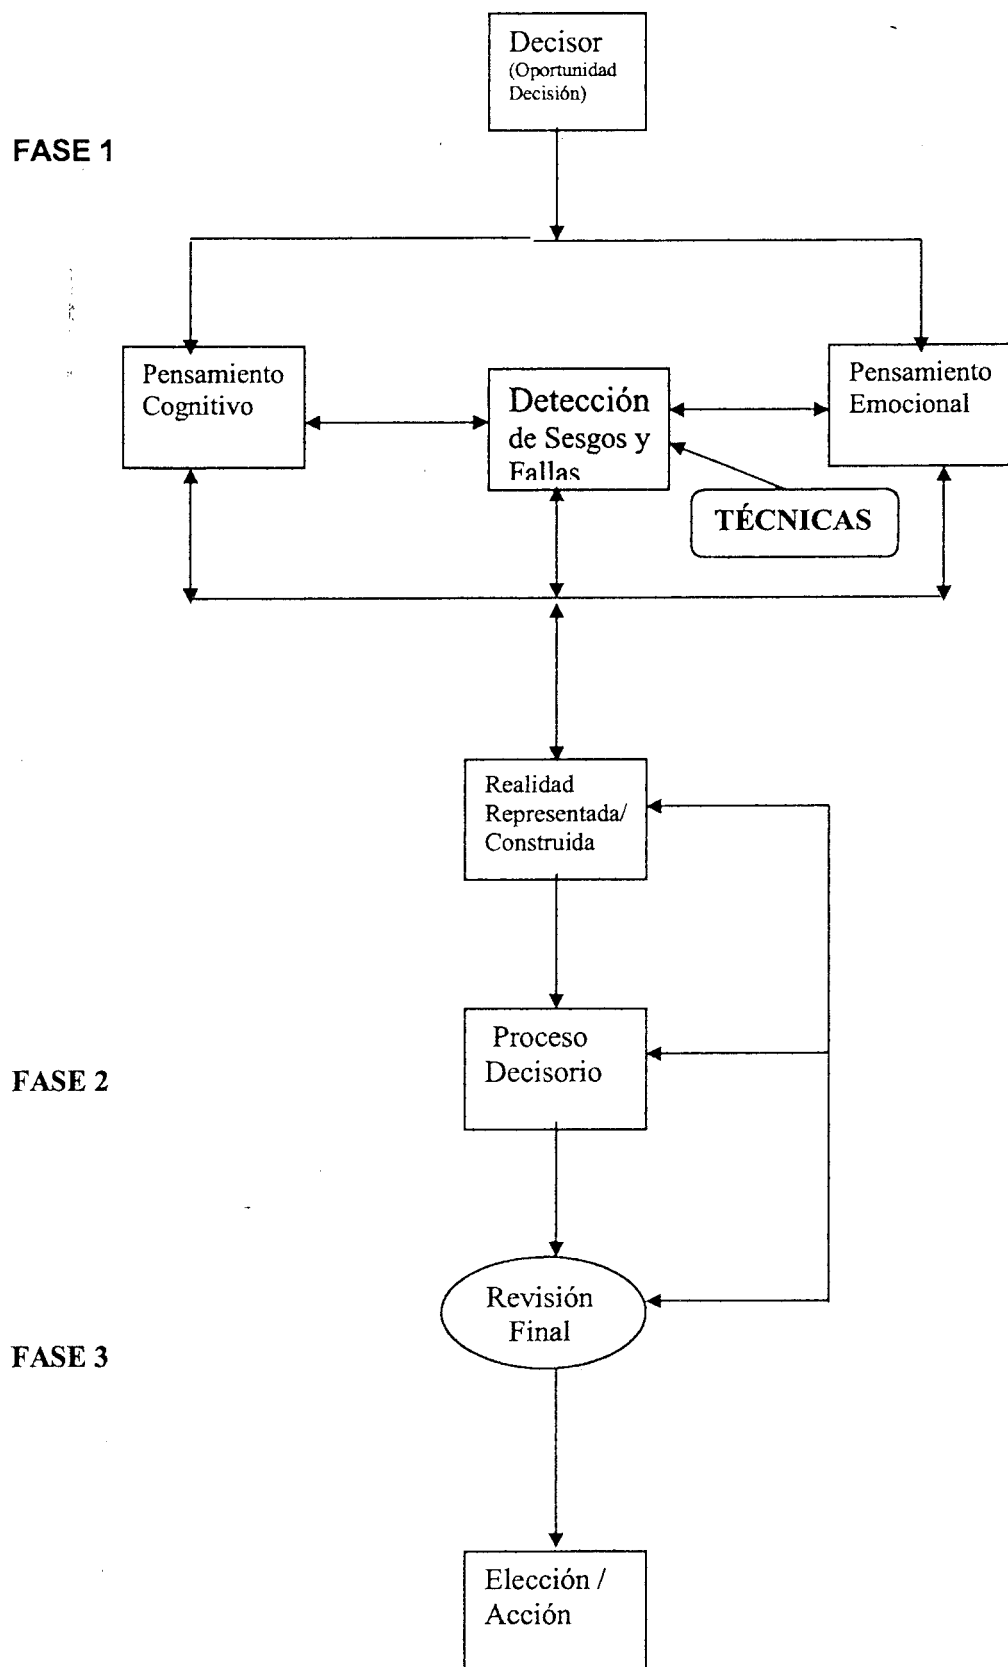 Decisor
(Oportunidad
Decisión)
FASE 1
Pensamiento
Cognitivo
Detección
de Sesgos y
Fallas
Pensamiento
Emocional
TÉCNICAS
Realidad
Representada/
Construida
Proceso
Decisorio
FASE 2
Revisión
Final
FASE 3
Elección /
Acción